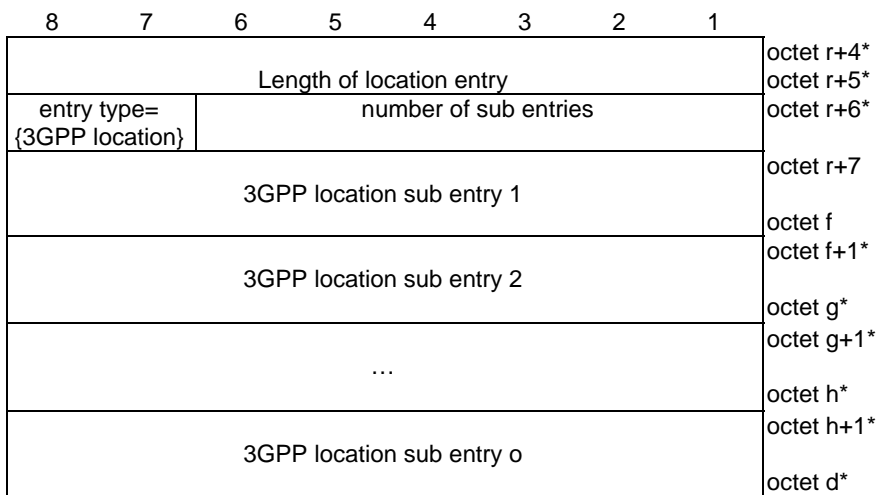 8 7 6 5 4 3 2 1
octet r+4*
Length of location entry octet r+5*
entry type= number of sub entries octet r+6*
{3GPP location}
octet r+7
3GPP location sub entry 1
octet f
octet f+1*
3GPP location sub entry 2
octet g*
octet g+1*
…
octet h*
octet h+1*
3GPP location sub entry o
octet d*